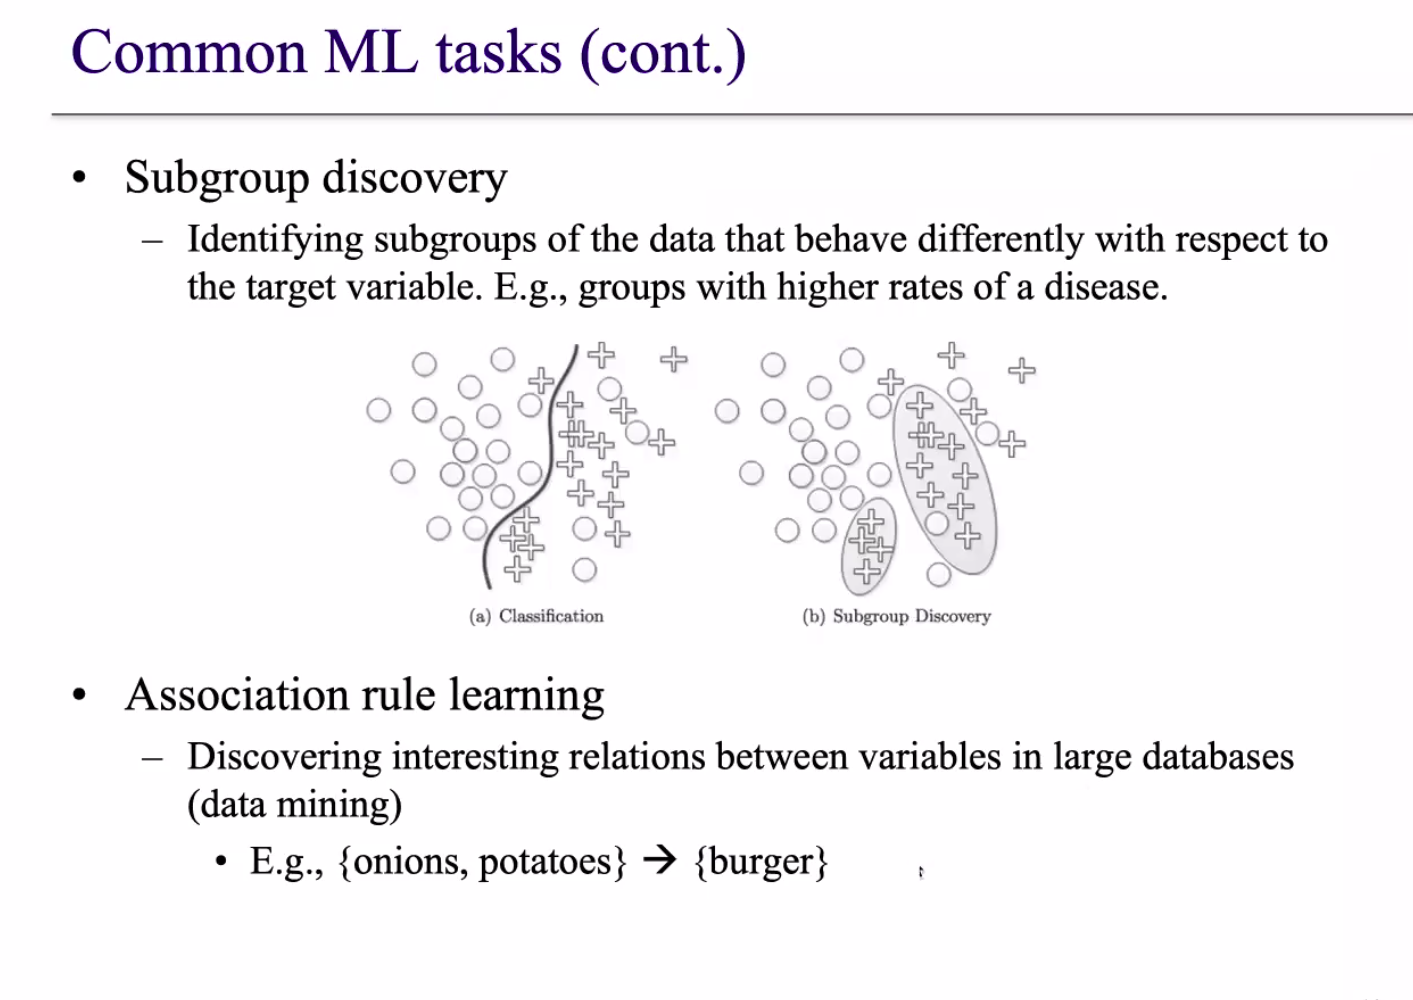 Common ML tasks (cont.)
• Subgroup discovery
– Identifying subgroups of the data that behave differently with respect to
the target variable. E.g., groups with higher rates of a disease.
(a) Classification
(b) Subgroup Discovery
• Association rule learning
– Discovering interesting relations between variables in large databases
(data mining)
• E.g., {onions, potatoes} → {burger}